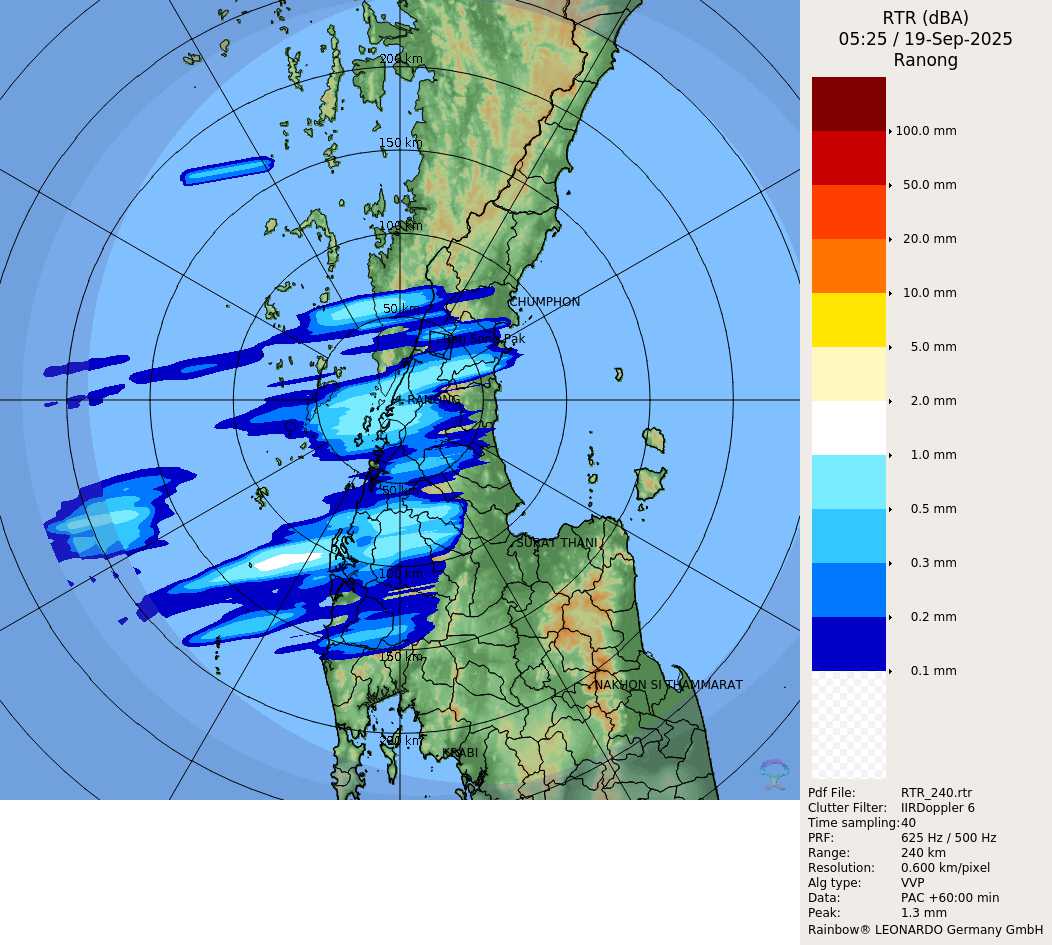 RTR (dBA)
05:25 / 19-Sep-2025
Ranong
200 km
150 km
100 km
50 km
CHUMPHON
RANONG
50 km
SURAT THANI
100 km
150 km
NAKHON SI THAMMARAT
200 km
KRABI
100.0 mm
50.0 mm
20.0 mm
10.0 mm
5.0 mm
2.0 mm
1.0 mm
0.5 mm
0.3 mm
0.2 mm
0.1 mm
Pdf File: RTR_240.rtr
Clutter Filter: IIRDoppler 6
Time sampling:40
PRF: 625 Hz / 500 Hz
Range: 240 km
Resolution: 0.600 km/pixel
Alg type: VVP
Data: PAC +60:00 min
Peak: 1.3 mm
Rainbow® LEONARDO Germany GmbH